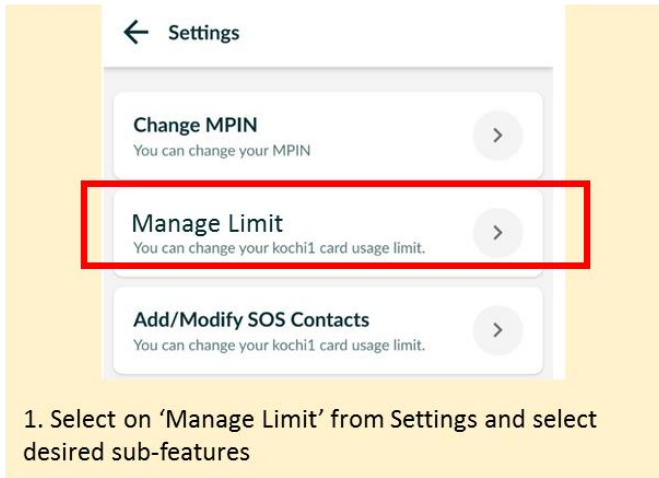 Settings
Change MPIN
You can change your MPIN
Manage Limit
You can change your kochi1 card usage limit.
Add/Modify SOS Contacts
You can change your kochi1 card usage limit.
1. Select on ‘Manage Limit’ from Settings and select
desired sub-features